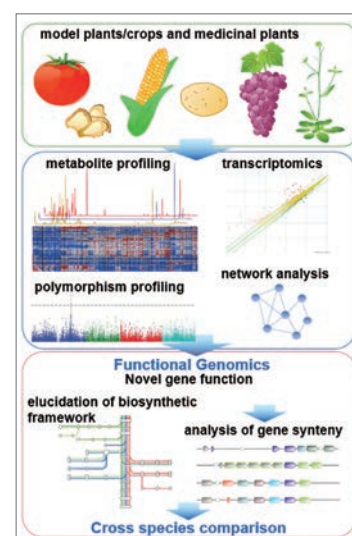 model plants/crops and medicinal plants
metabolite profiling
transcriptomics
network analysis
polymorphism profiling
Functional Genomics
Novel gene function
elucidation of biosynthetic
framework
analysis of gene synteny
Cross species comparison